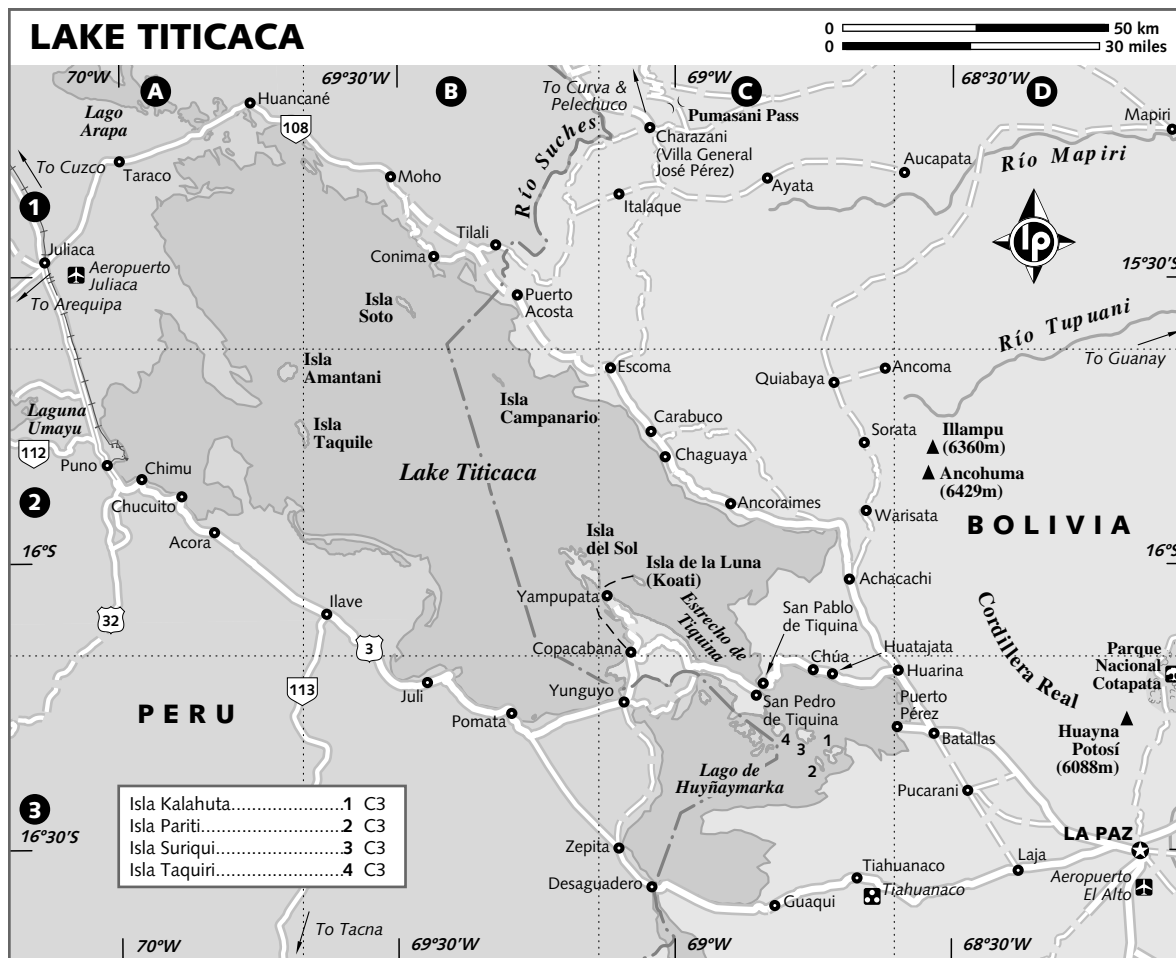 LAKE TITICACA
0 50 km
0 30 miles
70°W
A
69°30'W
B
69°W
C
68°30'W
D
To Curva &
Pelechuco
Pumasani Pass
Mapiri
Huancané
Lago
Arapa
108
Charazani
(Villa General
José Pérez)
Río Suches
Río Mapiri
Aucapata
To Cuzco
Taraco
Moho
Ayata
Italaque
1
lp
Juliaca
Aeropuerto
Juliaca
To Arequipa
Tilali
Conima
15°30'S
Isla
Soto
Puerto
Acosta
Río Tupuani
To Guanay
Isla
Amantani
Escoma
Quiabaya
Ancoma
Laguna
Umayu
112
Isla
Taquile
Isla
Campanario
Carabuco
Chaguaya
Sorata
Illampu
(6360m)
Ancohuma
(6429m)
Puno
Chimu
Chucuito
Lake Titicaca
2
Acora
Ancoraimes
Warisata
BOLIVIA
16°S
16°S
Isla
del Sol
Isla de la Luna
(Koati)
Achacachi
Yampupata
Estrecho de
Tiquina
San Pablo
de Tiquina
Cordillera Real
32
Ilave
3
Copacabana
Chúa
Huatajata
Huarina
Parque
Nacional
Cotapata
113
Juli
Yunguyo
San Pedro
de Tiquina
Puerto
Pérez
PERU
Pomata
Batallas
Huayna
Potosí
(6088m)
4
3
1
2
Lago de
Huyñaymarka
Pucarani
3
16°30'S
Isla Kalahuta.....................1 C3
Isla Pariti...........................2 C3
Isla Suriqui........................3 C3
Isla Taquiri........................4 C3
LA PAZ
Zepita
Desaguadero
Tiahuanaco
Tiahuanaco
Laja
Aeropuerto
El Alto
Guaqui
To Tacna
70°W
69°30'W
69°W
68°30'W